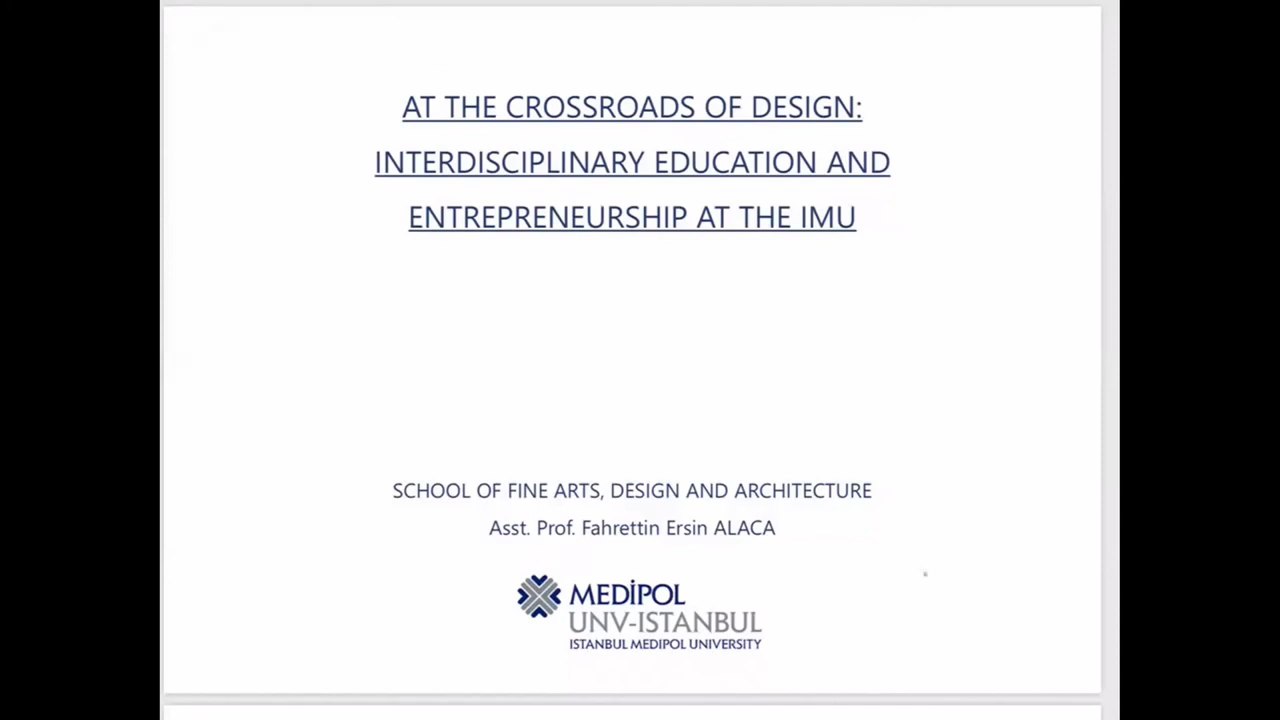 AT THE CROSSROADS OF DESIGN:
INTERDISCIPLINARY EDUCATION AND
ENTREPRENEURSHIP AT THE IMU
SCHOOL OF FINE ARTS, DESIGN AND ARCHITECTURE
Asst. Prof. Fahrettin Ersin ALACA
MEDİPOL
UNV-ISTANBUL
ISTANBUL MEDIPOL UNIVERSITY